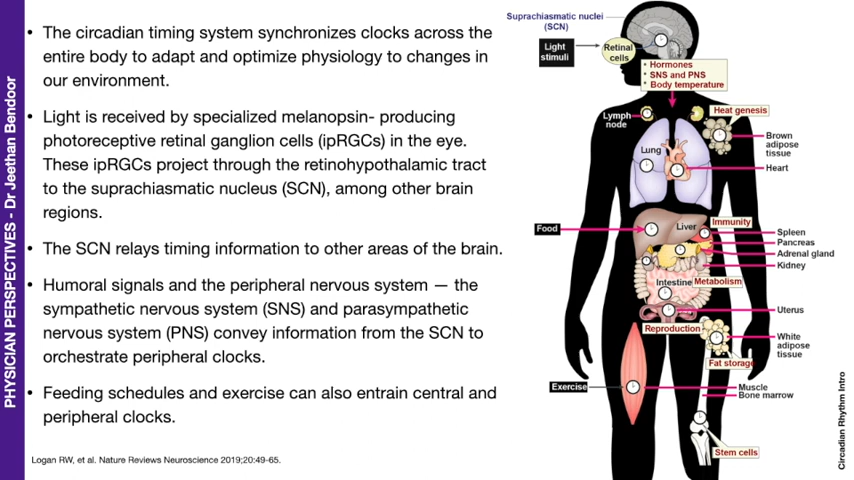 PHYSICIAN PERSPECTIVES - Dr Jeethan Bendoor
• The circadian timing system synchronizes clocks across the
entire body to adapt and optimize physiology to changes in
our environment.
• Light is received by specialized melanopsin- producing
photoreceptive retinal ganglion cells (ipRGCs) in the eye.
These ipRGCs project through the retinohypothalamic tract
to the suprachiasmatic nucleus (SCN), among other brain
regions.
• The SCN relays timing information to other areas of the brain.
• Humoral signals and the peripheral nervous system — the
sympathetic nervous system (SNS) and parasympathetic
nervous system (PNS) convey information from the SCN to
orchestrate peripheral clocks.
• Feeding schedules and exercise can also entrain central and
peripheral clocks.
Logan RW, et al. Nature Reviews Neuroscience 2019;20:49-65.
Suprachiasmatic nuclei
(SCN)
Light
stimuli
Retinal
cells
• Hormones
• SNS and PNS
• Body temperature
Lymph
node
Heat genesis
Brown
adipose
tissue
Lung
Heart
Food
Liver
Immunity
Spleen
Pancreas
Adrenal gland
Kidney
Intestine
Metabolism
Uterus
Reproduction
White
adipose
tissue
Fat storage
Exercise
Muscle
Bone marrow
Stem cells
Circadian Rhythm Intro